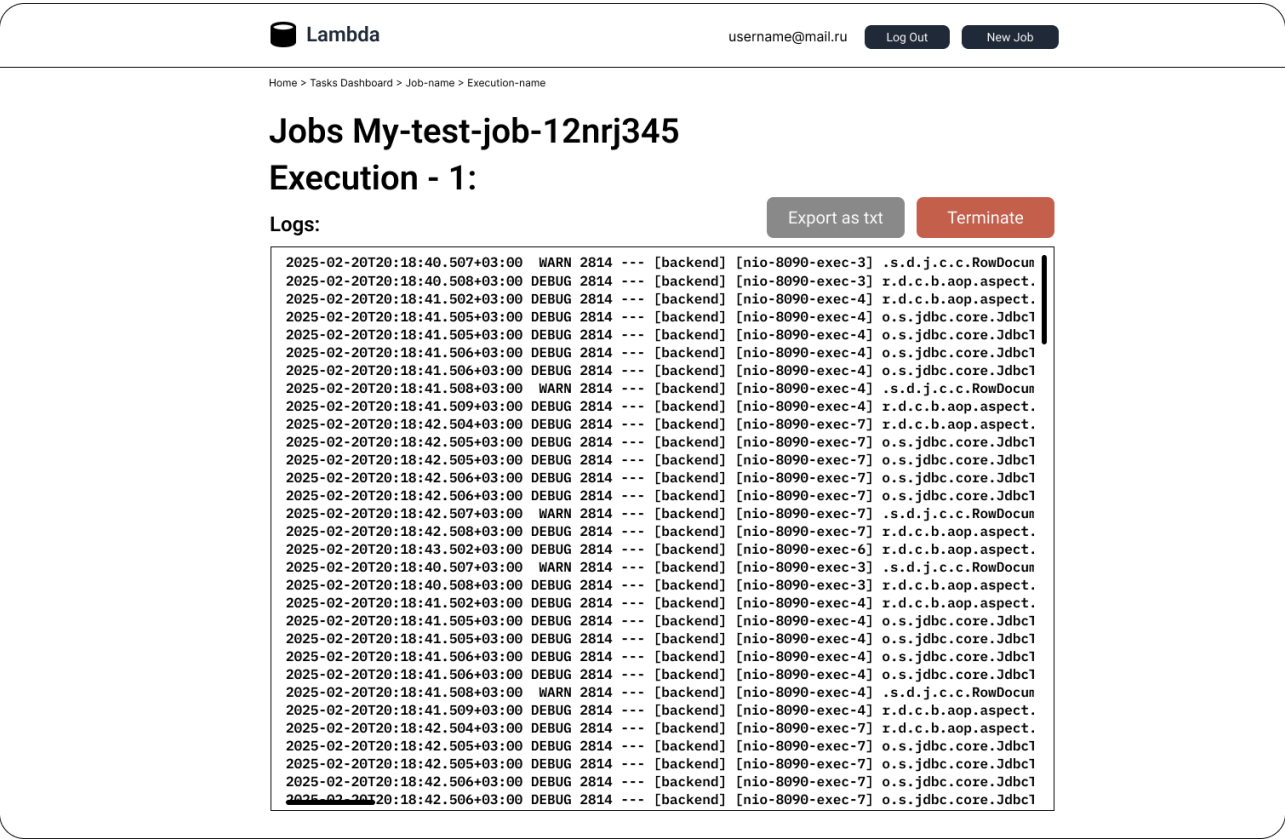 Lambda
username@mail.ru
Log Out
New Job
Home > Tasks Dashboard > Job-name > Execution-name
Jobs My-test-job-12nrj345
Execution - 1:
Logs:
Export as txt
Terminate
2025-02-20T20:18:40.507+03:00  WARN 2814 --- [backend] [nio-8090-exec-3] .s.d.j.c.c.RowDocum
2025-02-20T20:18:40.508+03:00 DEBUG 2814 --- [backend] [nio-8090-exec-3] r.d.c.b.aop.aspect.
2025-02-20T20:18:41.502+03:00 DEBUG 2814 --- [backend] [nio-8090-exec-4] r.d.c.b.aop.aspect.
2025-02-20T20:18:41.505+03:00 DEBUG 2814 --- [backend] [nio-8090-exec-4] o.s.jdbc.core.JdbcT
2025-02-20T20:18:41.505+03:00 DEBUG 2814 --- [backend] [nio-8090-exec-4] o.s.jdbc.core.JdbcT
2025-02-20T20:18:41.506+03:00 DEBUG 2814 --- [backend] [nio-8090-exec-4] o.s.jdbc.core.JdbcT
2025-02-20T20:18:41.506+03:00 DEBUG 2814 --- [backend] [nio-8090-exec-4] o.s.jdbc.core.JdbcT
2025-02-20T20:18:41.508+03:00  WARN 2814 --- [backend] [nio-8090-exec-4] .s.d.j.c.c.RowDocum
2025-02-20T20:18:41.509+03:00 DEBUG 2814 --- [backend] [nio-8090-exec-4] r.d.c.b.aop.aspect.
2025-02-20T20:18:42.504+03:00 DEBUG 2814 --- [backend] [nio-8090-exec-7] r.d.c.b.aop.aspect.
2025-02-20T20:18:42.505+03:00 DEBUG 2814 --- [backend] [nio-8090-exec-7] o.s.jdbc.core.JdbcT
2025-02-20T20:18:42.505+03:00 DEBUG 2814 --- [backend] [nio-8090-exec-7] o.s.jdbc.core.JdbcT
2025-02-20T20:18:42.506+03:00 DEBUG 2814 --- [backend] [nio-8090-exec-7] o.s.jdbc.core.JdbcT
2025-02-20T20:18:42.506+03:00 DEBUG 2814 --- [backend] [nio-8090-exec-7] o.s.jdbc.core.JdbcT
2025-02-20T20:18:42.507+03:00  WARN 2814 --- [backend] [nio-8090-exec-7] .s.d.j.c.c.RowDocum
2025-02-20T20:18:42.508+03:00 DEBUG 2814 --- [backend] [nio-8090-exec-7] r.d.c.b.aop.aspect.
2025-02-20T20:18:43.502+03:00 DEBUG 2814 --- [backend] [nio-8090-exec-6] r.d.c.b.aop.aspect.
2025-02-20T20:18:40.507+03:00  WARN 2814 --- [backend] [nio-8090-exec-3] .s.d.j.c.c.RowDocum
2025-02-20T20:18:40.508+03:00 DEBUG 2814 --- [backend] [nio-8090-exec-3] r.d.c.b.aop.aspect.
2025-02-20T20:18:41.502+03:00 DEBUG 2814 --- [backend] [nio-8090-exec-4] r.d.c.b.aop.aspect.
2025-02-20T20:18:41.505+03:00 DEBUG 2814 --- [backend] [nio-8090-exec-4] o.s.jdbc.core.JdbcT
2025-02-20T20:18:41.505+03:00 DEBUG 2814 --- [backend] [nio-8090-exec-4] o.s.jdbc.core.JdbcT
2025-02-20T20:18:41.506+03:00 DEBUG 2814 --- [backend] [nio-8090-exec-4] o.s.jdbc.core.JdbcT
2025-02-20T20:18:41.506+03:00 DEBUG 2814 --- [backend] [nio-8090-exec-4] o.s.jdbc.core.JdbcT
2025-02-20T20:18:41.508+03:00  WARN 2814 --- [backend] [nio-8090-exec-4] .s.d.j.c.c.RowDocum
2025-02-20T20:18:41.509+03:00 DEBUG 2814 --- [backend] [nio-8090-exec-4] r.d.c.b.aop.aspect.
2025-02-20T20:18:42.504+03:00 DEBUG 2814 --- [backend] [nio-8090-exec-7] r.d.c.b.aop.aspect.
2025-02-20T20:18:42.505+03:00 DEBUG 2814 --- [backend] [nio-8090-exec-7] o.s.jdbc.core.JdbcT
2025-02-20T20:18:42.505+03:00 DEBUG 2814 --- [backend] [nio-8090-exec-7] o.s.jdbc.core.JdbcT
2025-02-20T20:18:42.506+03:00 DEBUG 2814 --- [backend] [nio-8090-exec-7] o.s.jdbc.core.JdbcT
2025-02-20T20:18:42.506+03:00 DEBUG 2814 --- [backend] [nio-8090-exec-7] o.s.jdbc.core.JdbcT